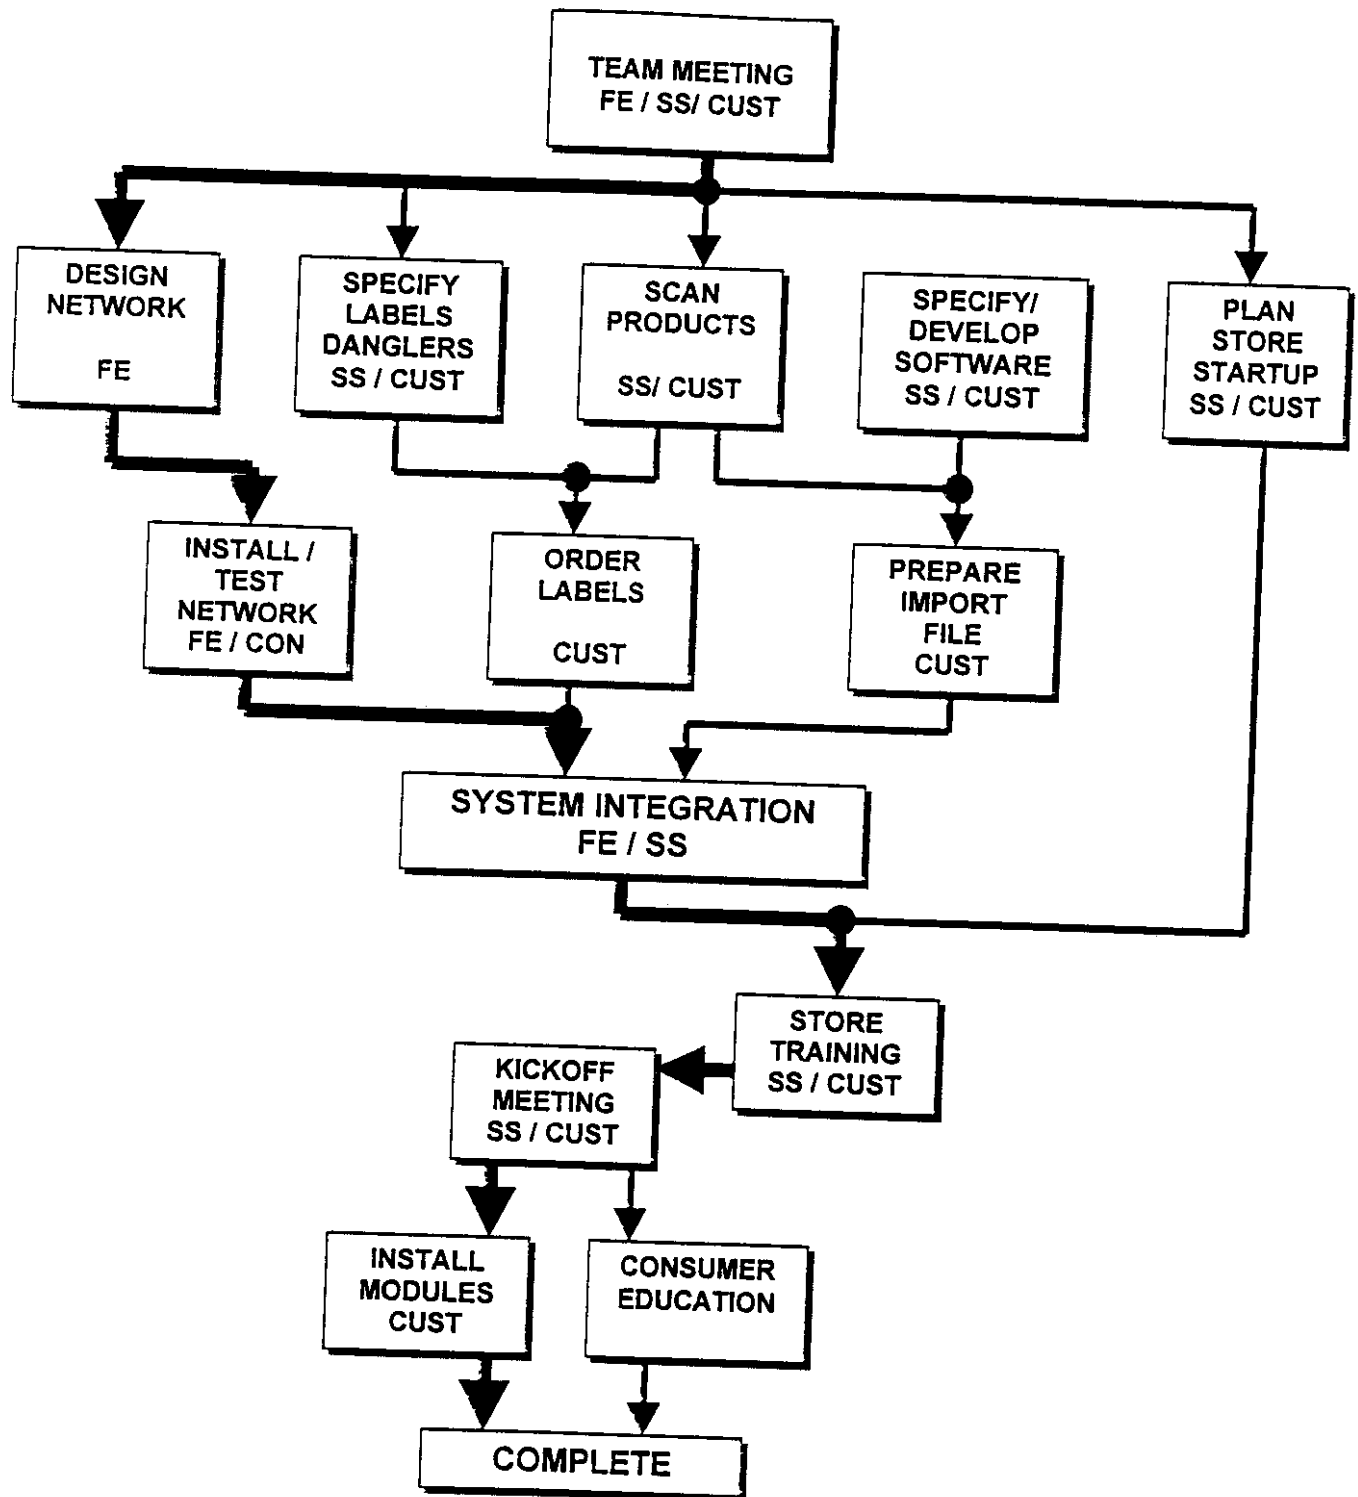 TEAM MEETING
FE / SS/ CUST
DESIGN
NETWORK
FE
SPECIFY
LABELS
DANGLERS
SS / CUST
SCAN
PRODUCTS
SS/ CUST
SPECIFY/
DEVELOP
SOFTWARE
SS / CUST
PLAN
STORE
STARTUP
SS / CUST
INSTALL /
TEST
NETWORK
FE / CON
ORDER
LABELS
CUST
PREPARE
IMPORT
FILE
CUST
SYSTEM INTEGRATION
FE / SS
STORE
TRAINING
SS / CUST
KICKOFF
MEETING
SS / CUST
INSTALL
MODULES
CUST
CONSUMER
EDUCATION
COMPLETE